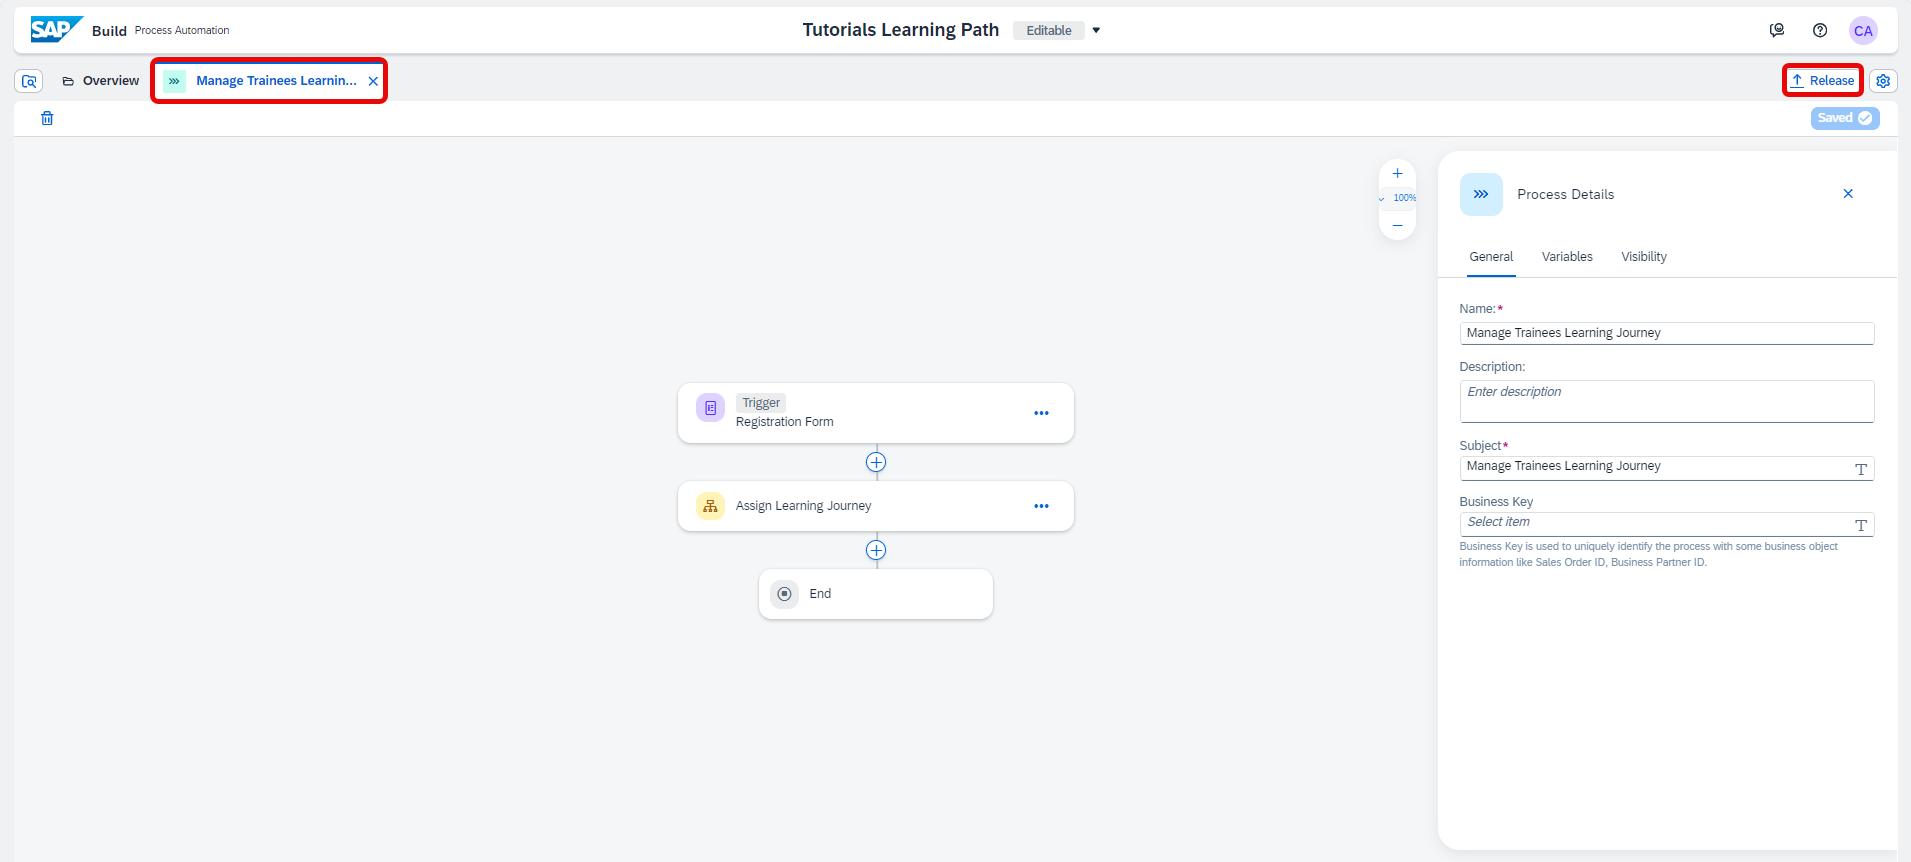 SAP Build Process Automation
Tutorials Learning Path Editable
CA
Overview
Manage Trainees Learnin...
Release
Saved
100%
Process Details
General Variables Visibility
Name:*
Manage Trainees Learning Journey
Description:
Enter description
Subject*
Manage Trainees Learning Journey
Business Key
Select item
Business Key is used to uniquely identify the process with some business object
information like Sales Order ID, Business Partner ID.
Trigger
Registration Form
Assign Learning Journey
End